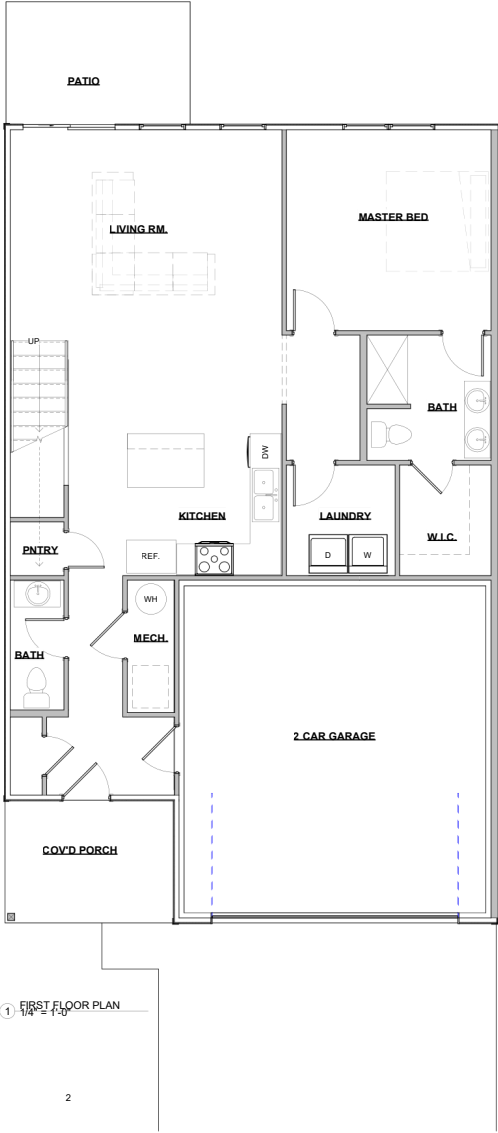 PATIO
MASTER BED
LIVING RM.
UP
BATH
DW
KITCHEN
LAUNDRY
W.I.C.
PNTRY
REF.
D
W
WH
MECH.
BATH
2 CAR GARAGE
COV'D PORCH
1
FIRST FLOOR PLAN
1/4" = 1'-0"
2